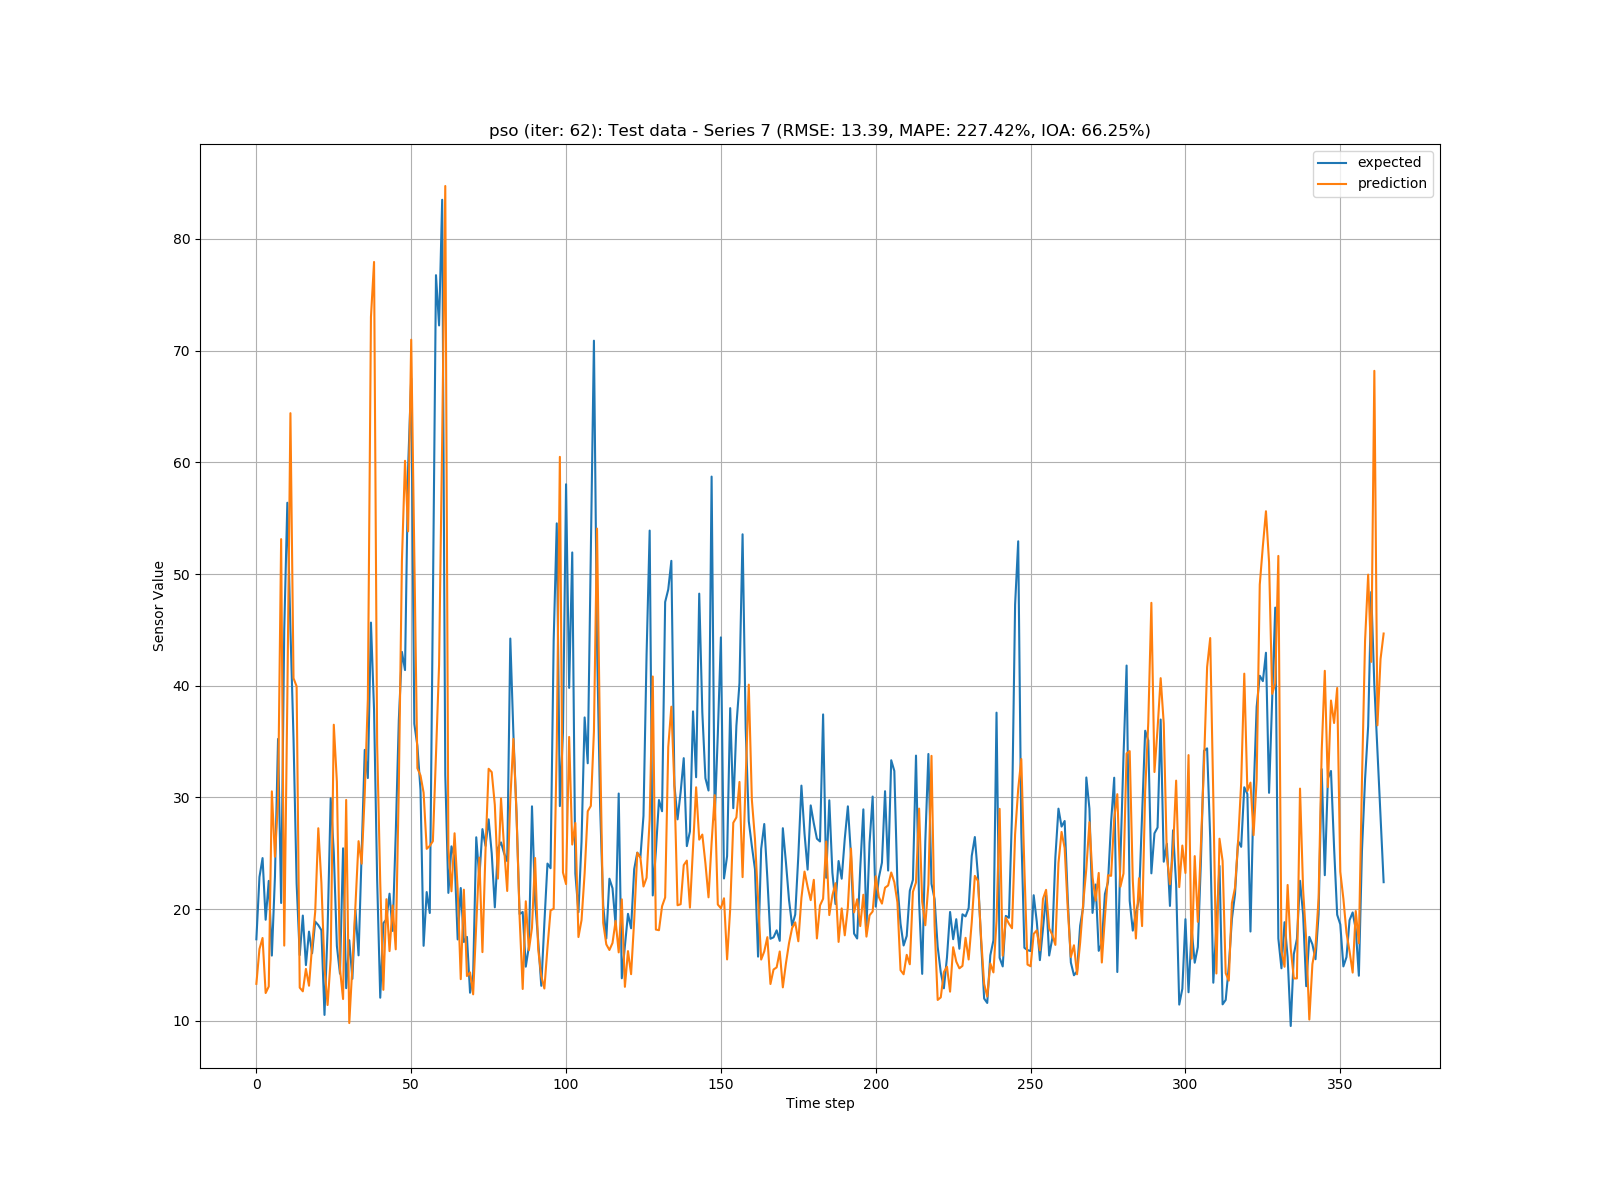 pso (iter: 62): Test data - Series 7 (RMSE: 13.39, MAPE: 227.42%, IOA: 66.25%)
expected
prediction
80
70
60
50
40
30
20
10
Sensor Value
0 50 100 150 200 250 300 350
Time step